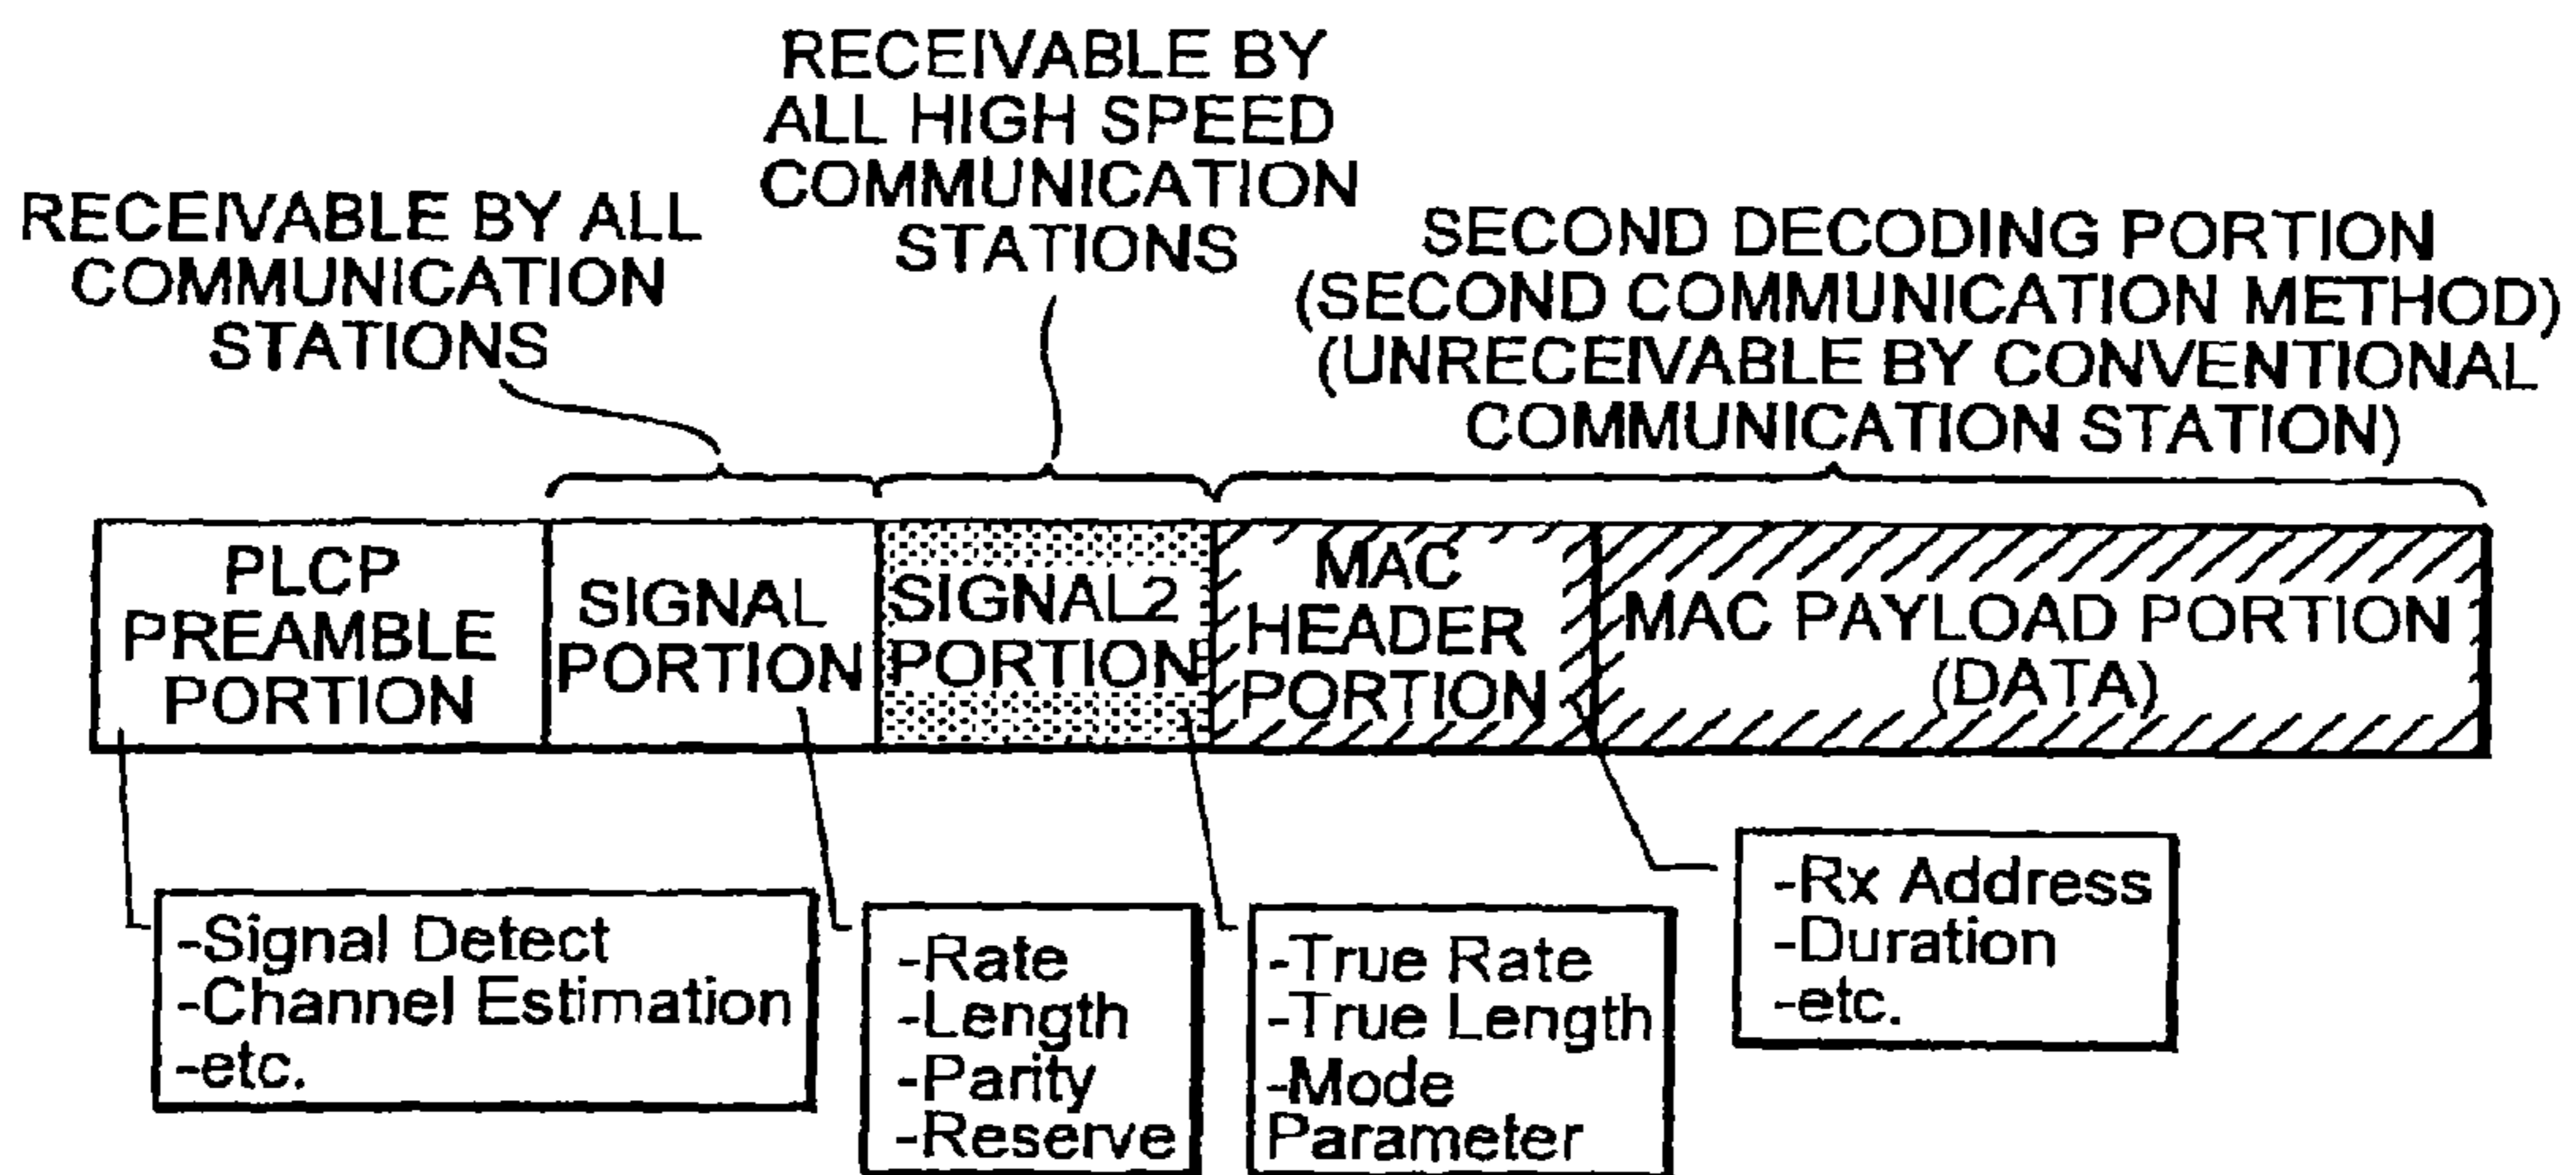 RECEIVABLE BY
ALL HIGH SPEED
COMMUNICATION
STATIONS
RECEIVABLE BY ALL
COMMUNICATION
STATIONS
SECOND DECODING PORTION
(SECOND COMMUNICATION METHOD)
(UNRECEIVABLE BY CONVENTIONAL
COMMUNICATION STATION)
PLCP
PREAMBLE
PORTION
SIGNAL
PORTION
SIGNAL2
PORTION
MAC
HEADER
PORTION
MAC PAYLOAD PORTION
(DATA)
-Signal Detect
-Channel Estimation
-etc.
-Rate
-Length
-Parity
-Reserve
-True Rate
-True Length
-Mode
Parameter
-Rx Address
-Duration
-etc.